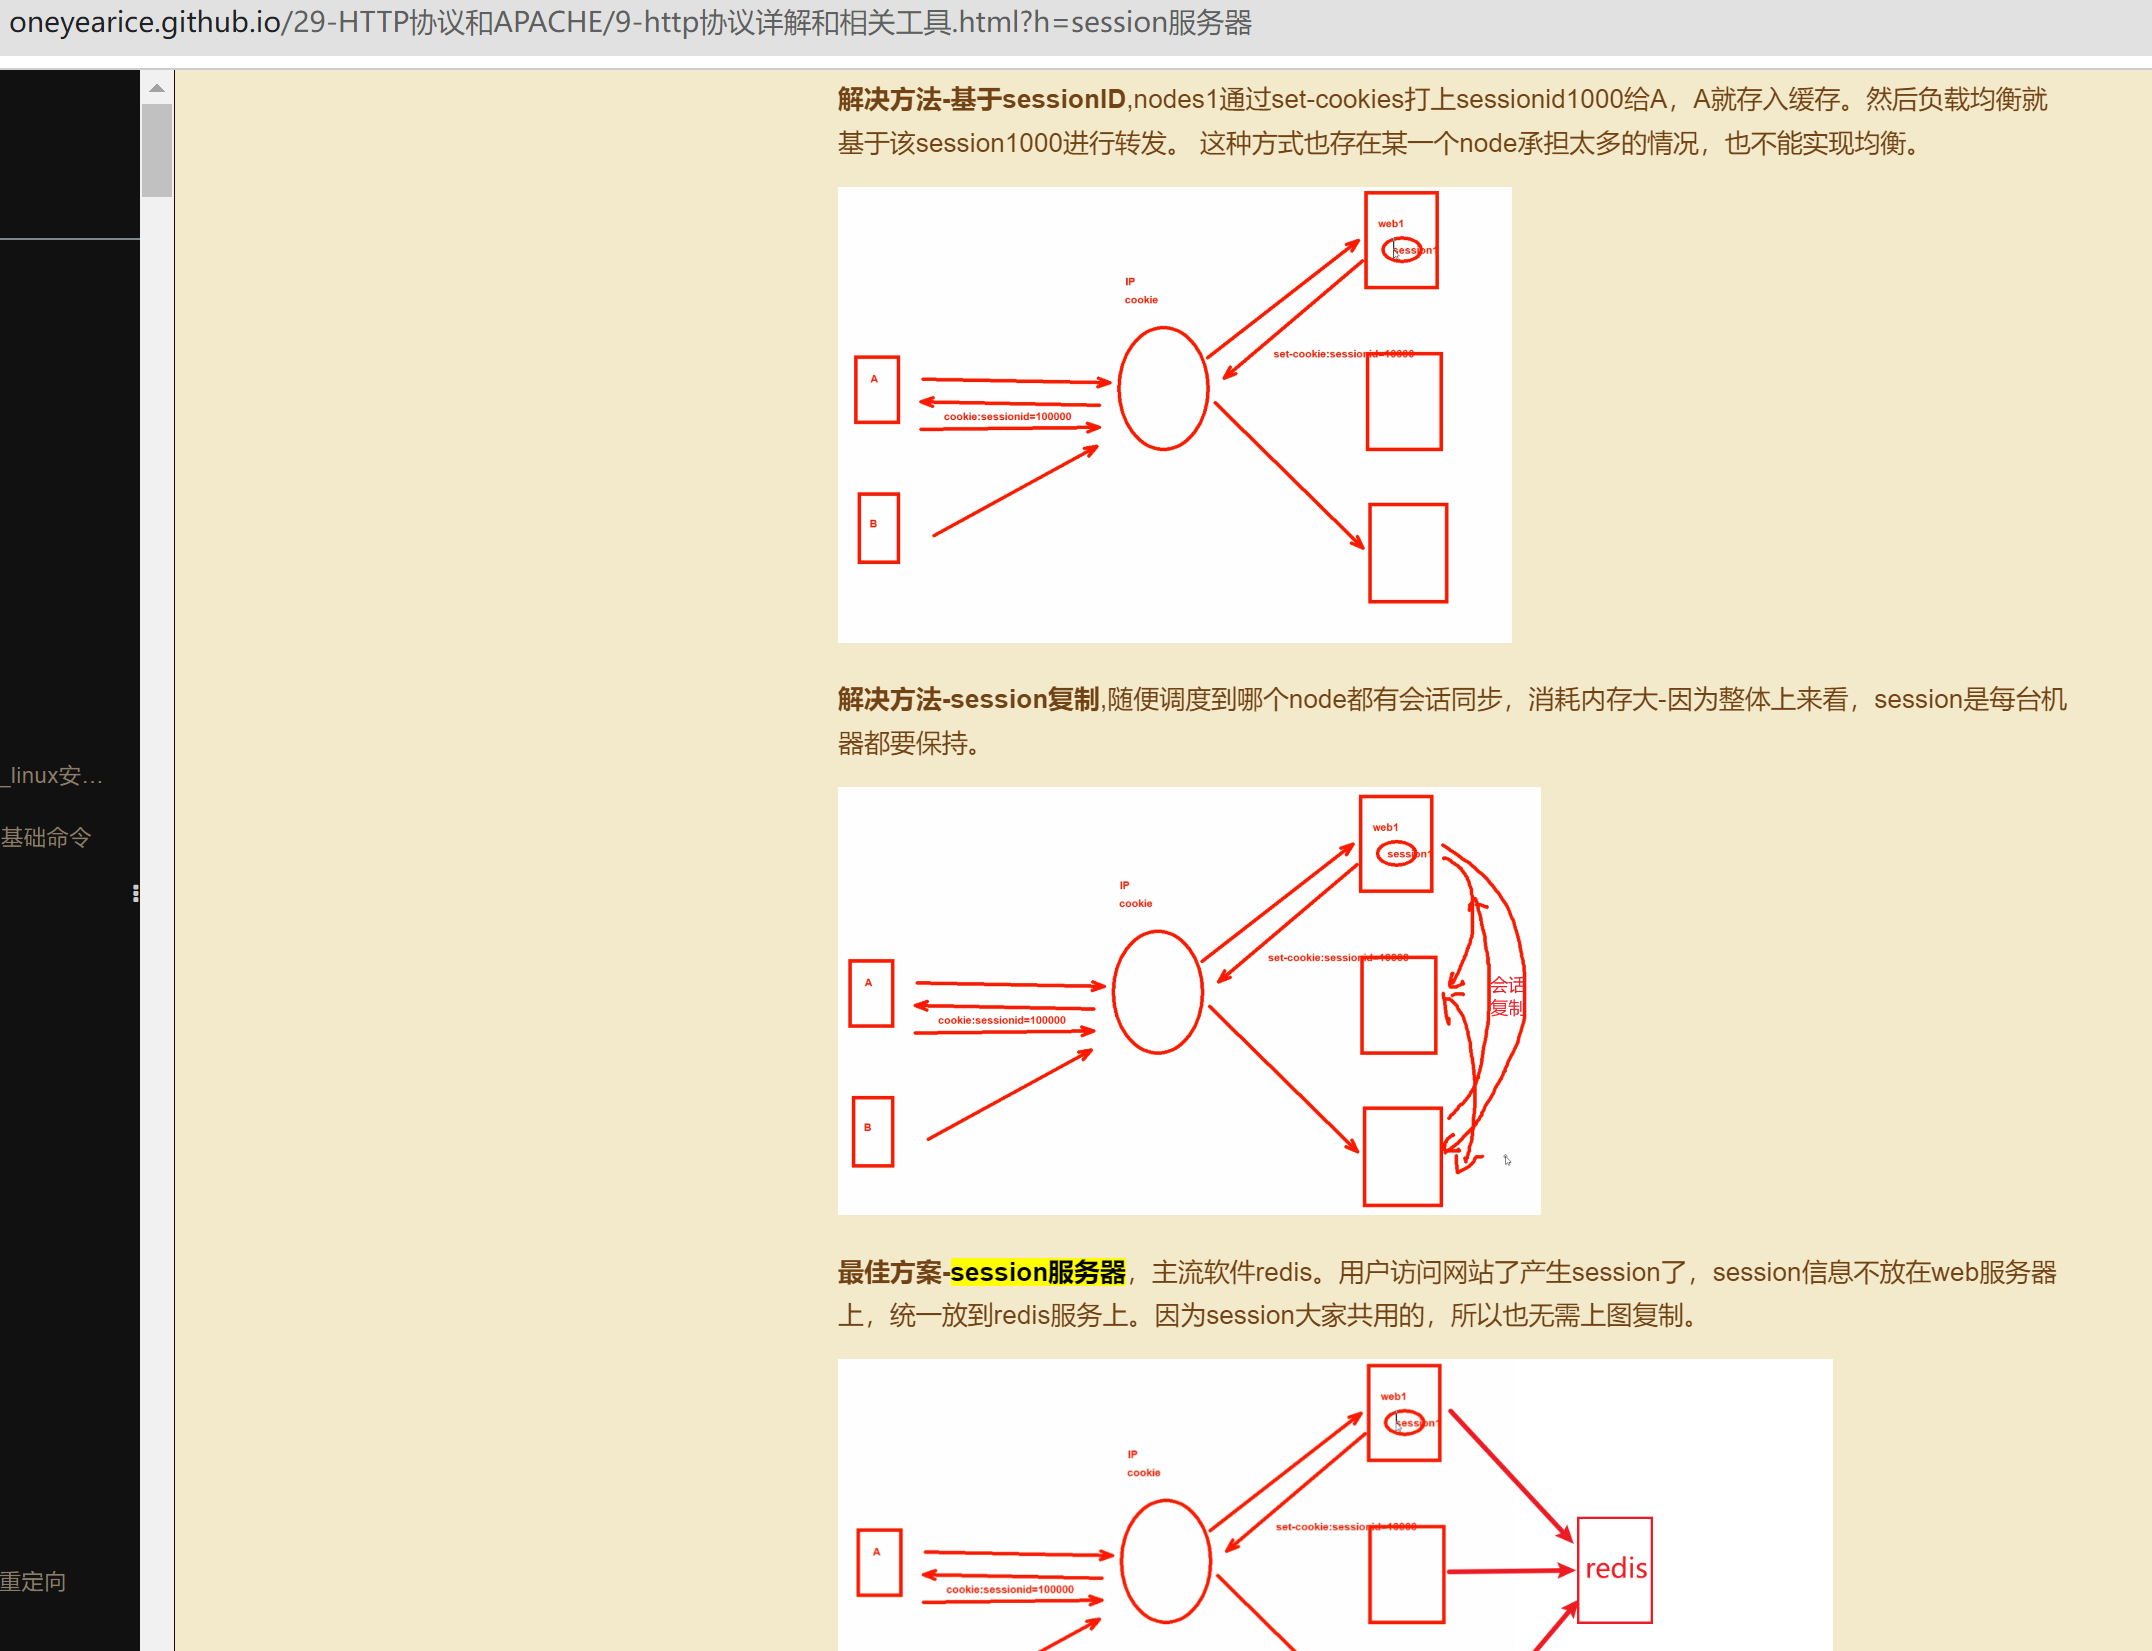 oneyearice.github.io/29-HTTP协议和APACHE/9-http协议详解和相关工具.html?h=session服务器
解决方法-基于sessionID,nodes1通过set-cookies打上sessionid1000给A，A就存入缓存。然后负载均衡就
基于该session1000进行转发。 这种方式也存在某一个node承担太多的情况，也不能实现均衡。
web1
session1
IP
cookie
set-cookie:sessionid=10000
A
cookie:sessionid=100000
B
解决方法-session复制,随便调度到哪个node都有会话同步，消耗内存大-因为整体上来看，session是每台机
器都要保持。
_linux安...
基础命令
web1
session1
IP
cookie
set-cookie:sessionid=10000
A
会话
复制
cookie:sessionid=100000
B
最佳方案-session服务器，主流软件redis。用户访问网站了产生session了，session信息不放在web服务器
上，统一放到redis服务上。因为session大家共用的，所以也无需上图复制。
web1
session1
IP
cookie
set-cookie:sessionid=10000
A
redis
cookie:sessionid=100000
重定向